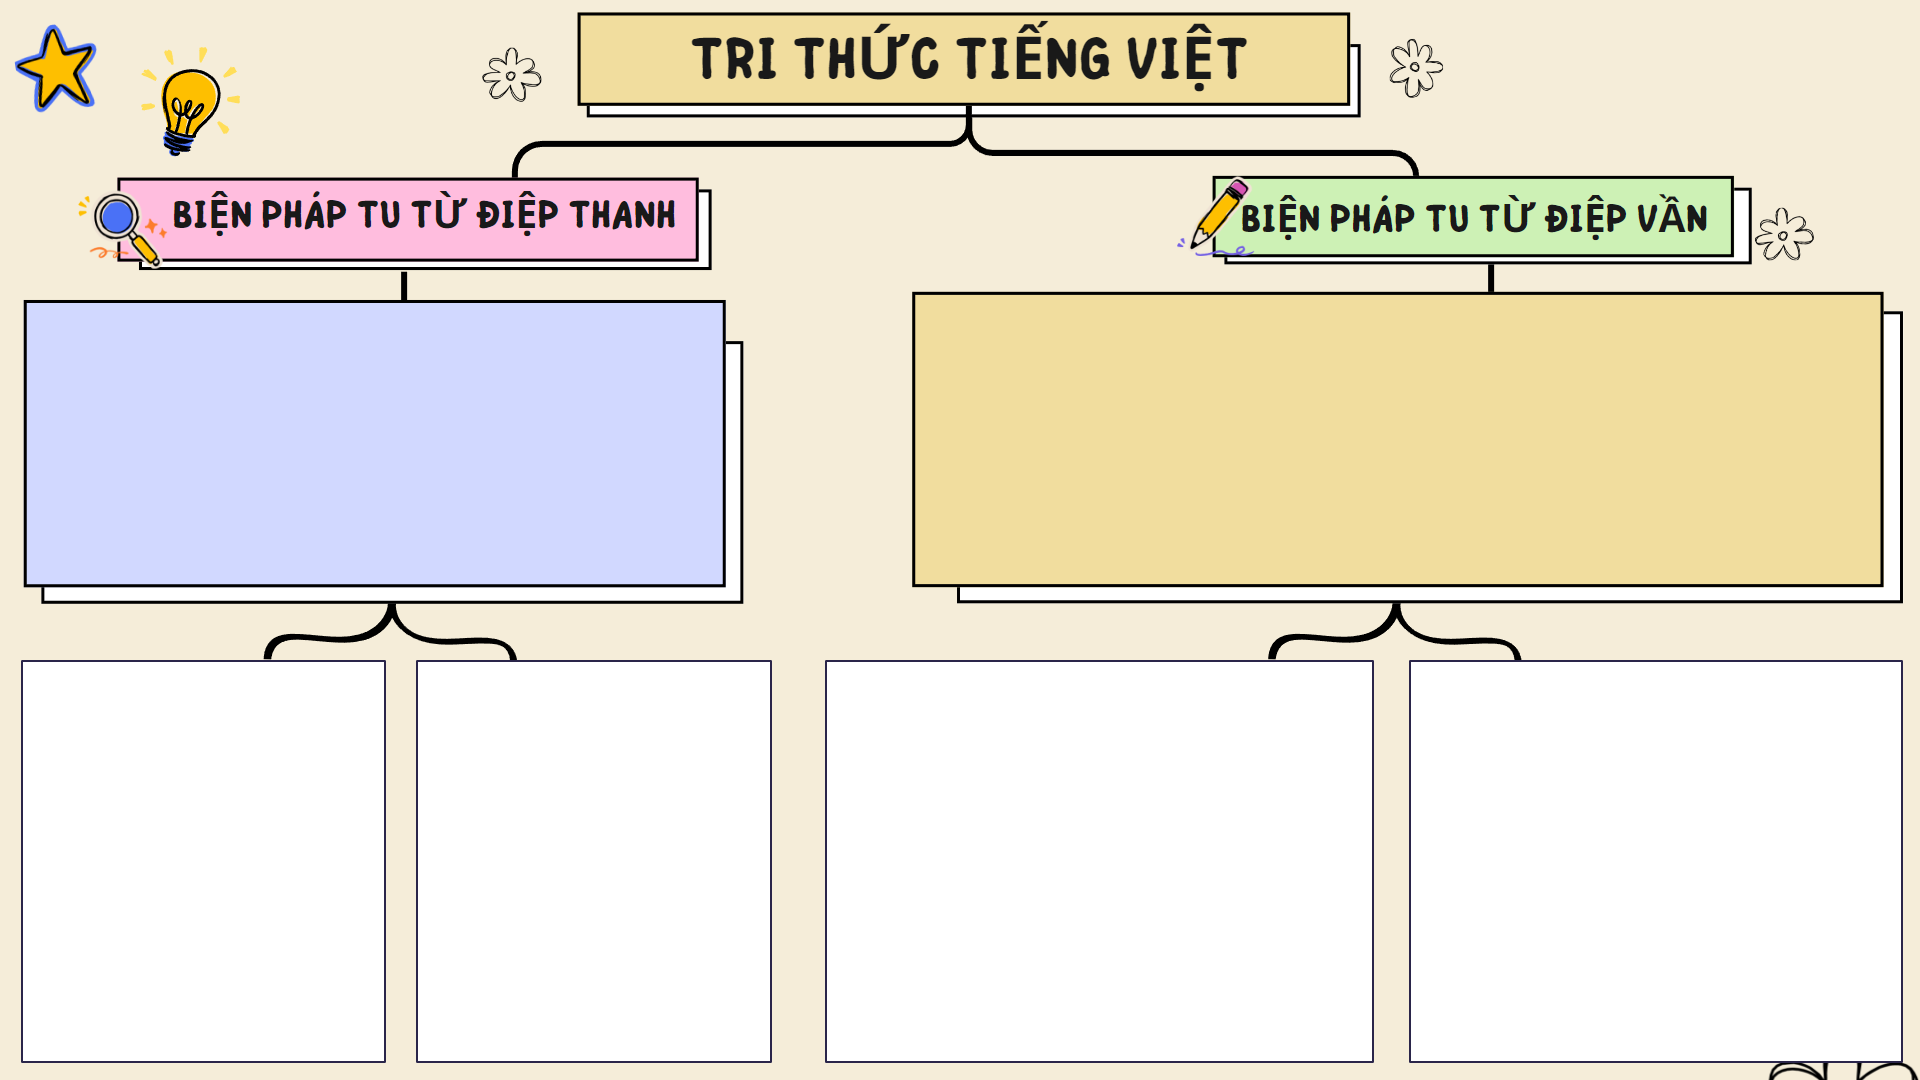 TRI THỨC TIẾNG VIỆT
BIỆN PHÁP TU TỪ ĐIỆP THANH
BIỆN PHÁP TU TỪ ĐIỆP VẦN